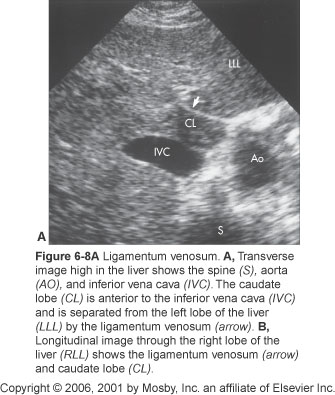 LLL
CL
IVC
Ao
S
A
Figure 6-8A Ligamentum venosum. A, Transverse
image high in the liver shows the spine (S), aorta
(AO), and inferior vena cava (IVC). The caudate
lobe (CL) is anterior to the inferior vena cava (IVC)
and is separated from the left lobe of the liver
(LLL) by the ligamentum venosum (arrow). B,
Longitudinal image through the right lobe of the
liver (RLL) shows the ligamentum venosum (arrow)
and caudate lobe (CL).
Copyright © 2006, 2001 by Mosby, Inc. an affiliate of Elsevier Inc.